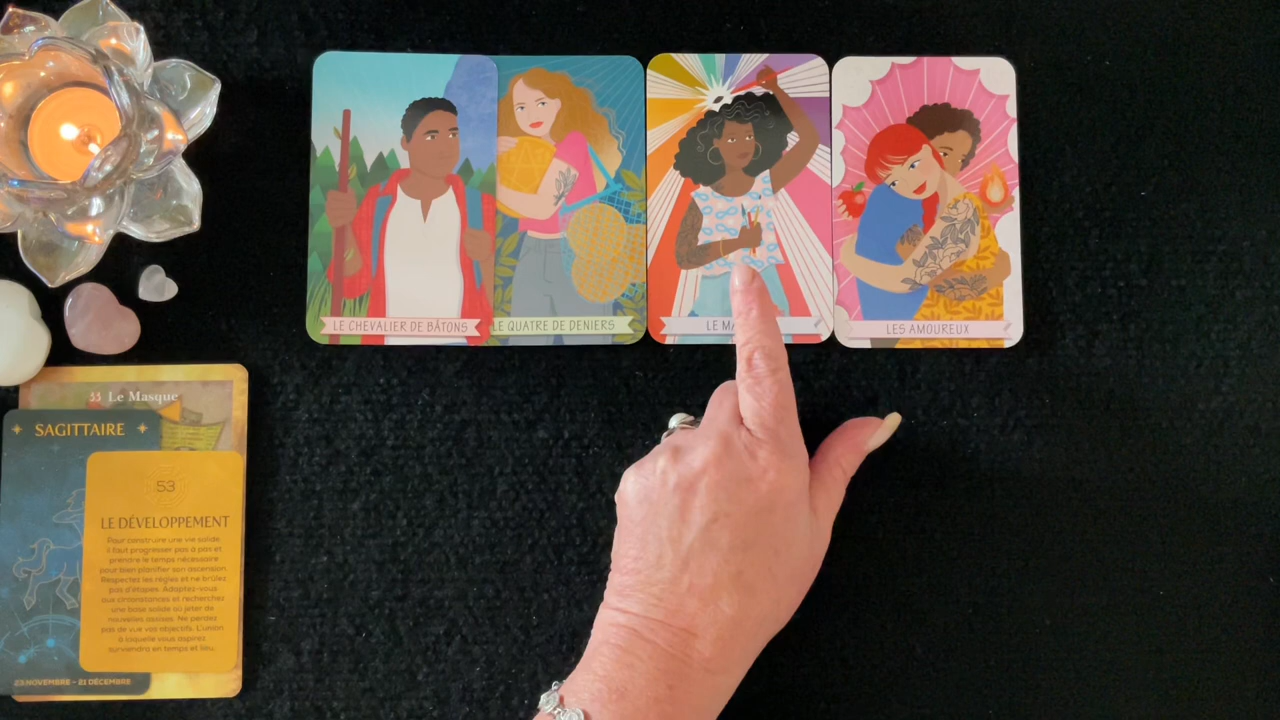 LE CHEVALIER DE BÂTONS
LE QUATRE DE DENIERS
LE
LES AMOUREUX
33 Le Masque
SAGITTAIRE
53
LE DÉVELOPPEMENT
Pour construire une vie solide
il faut progresser pas à pas et
prendre le temps nécessaire
pour bien planifier son ascension.
Respectez les règles et ne brûlez
pas d'étapes. Adaptez-vous
aux circonstances et recherchez
une base solide où jeter de
nouvelles assises. Ne perdez
pas de vue vos objectifs. L'union
à laquelle vous aspirez
surviendra en temps et lieu.
23 NOVEMBRE - 21 DÉCEMBRE